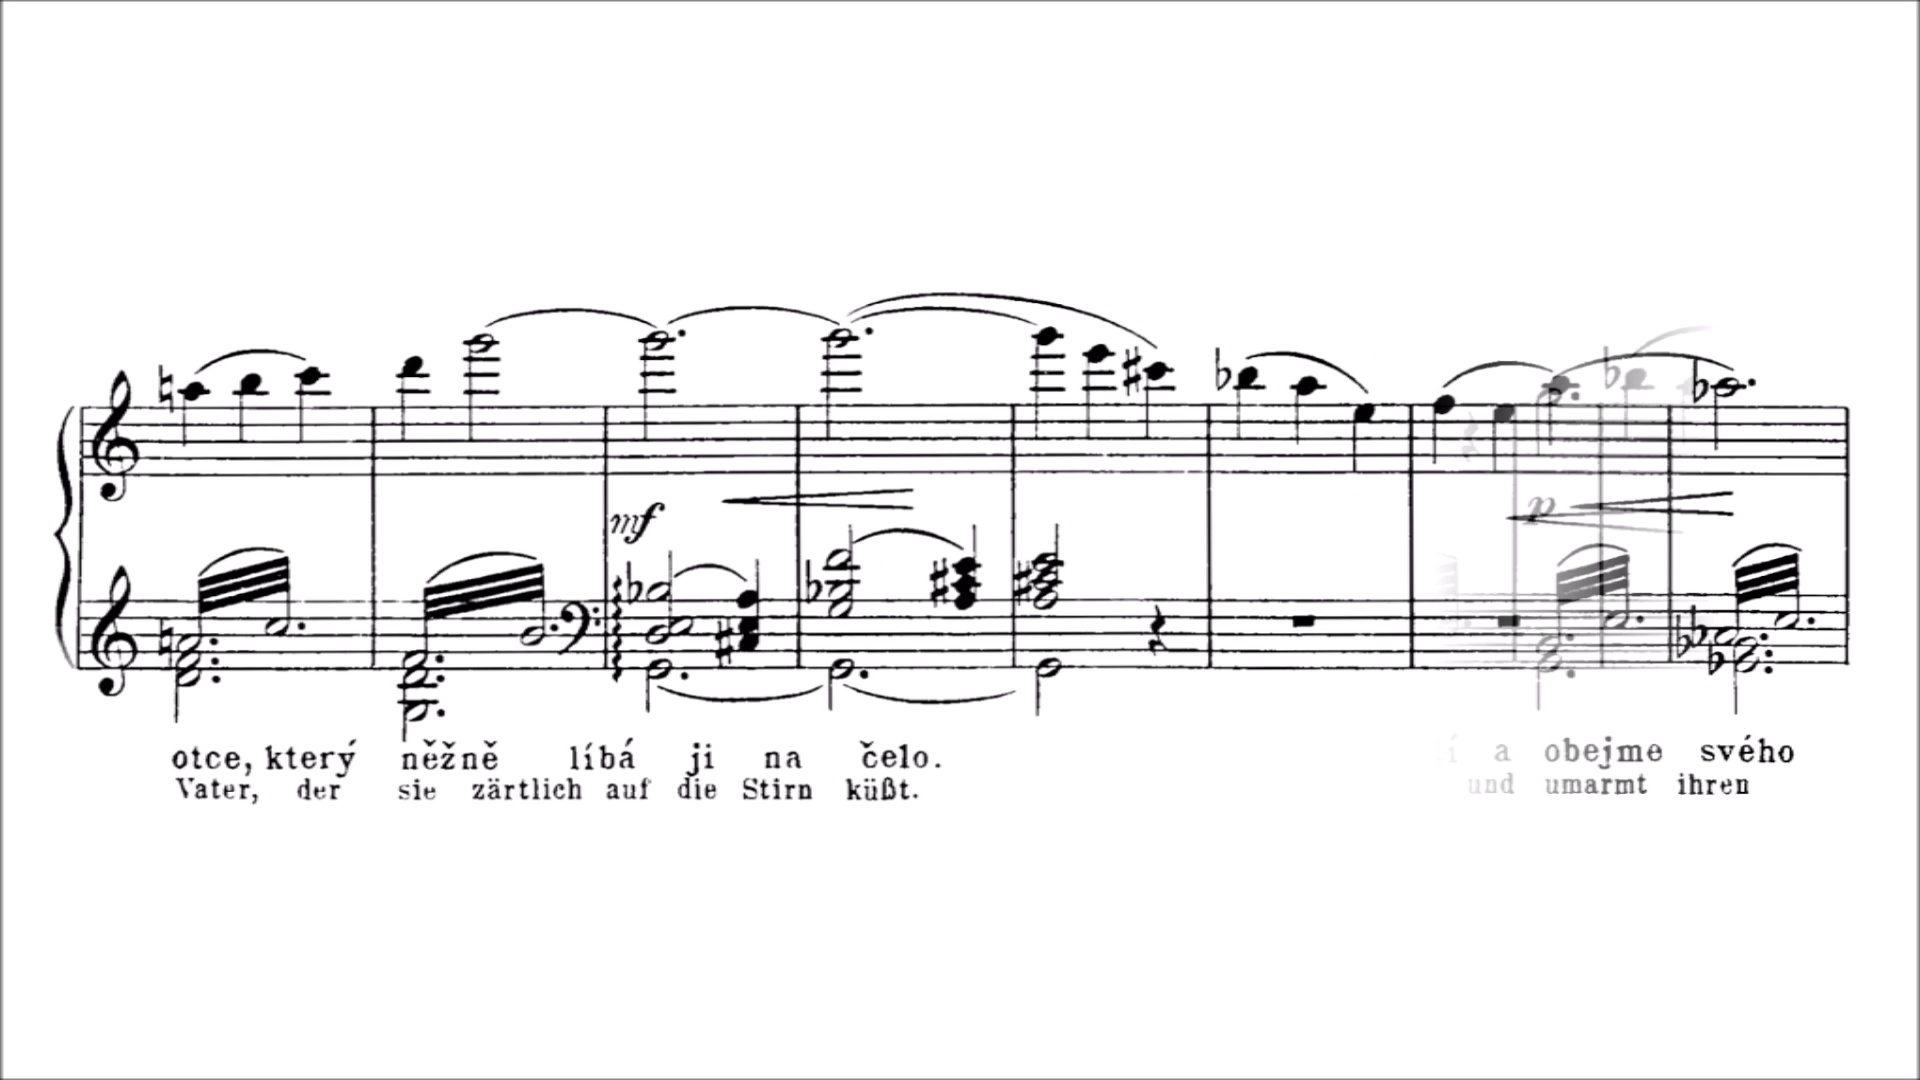 mf
p
otce, který něžně líbá ji na čelo. a obejme svého
Vater, der sie zärtlich auf die Stirn küßt. und umarmt ihren